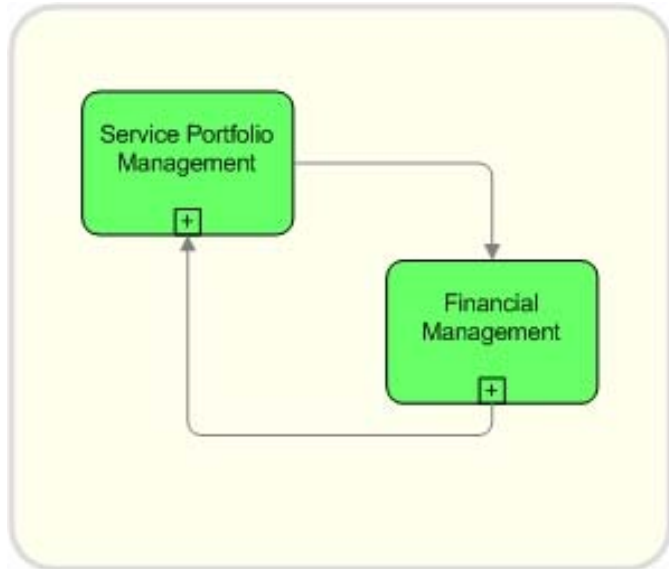 Service Portfolio
Management
+
Financial
Management
+